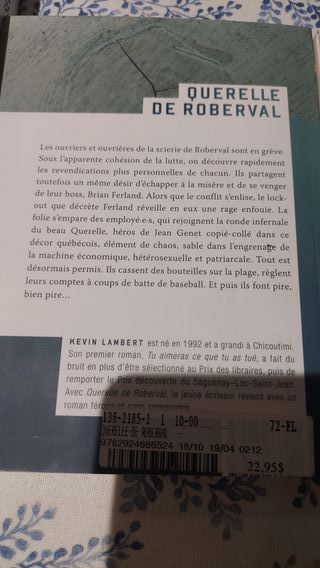 QUERELLE
DE ROBERVAL
Les ouvriers et ouvrières de la scierie de Roberval sont en grève.
Sous l'apparente cohésion de la lutte, on découvre rapidement
les revendications plus personnelles de chacun. Ils partagent
toutefois un même désir d'échapper à la misère et de se venger
de leur boss, Brian Ferland. Alors que le conflit s'enlise, le lock-
out que décrète Ferland réveille en eux une rage enfouie. La
folie s'empare des employé·e·s, qui rejoignent la ronde infernale
du beau Querelle, héros de Jean Genet copié-collé dans ce
décor québécois, élément de chaos, sable dans l'engrenage de
la machine économique, hétérosexuelle et patriarcale. Tout est
désormais permis. Ils cassent des bouteilles sur la plage, règlent
leurs comptes à coups de batte de baseball. Et puis ils font pire,
bien pire...
KEVIN LAMBERT est né en 1992 et a grandi à Chicoutimi.
Son premier roman, Tu aimeras ce que tu as tué, a fait du
bruit en plus d'être sélectionné au Prix des libraires, puis
de remporter le Prix découverte du Saguenay–Lac-Saint-Jean.
Avec Querelle de Roberval, le jeune écrivain revient avec un
roman féroce et sans compromis.
138-2185-1 1 10-00 72-FL
QUERELLE DE ROBERVAL
9782924666524 18/10 19/04 0212
22,95$